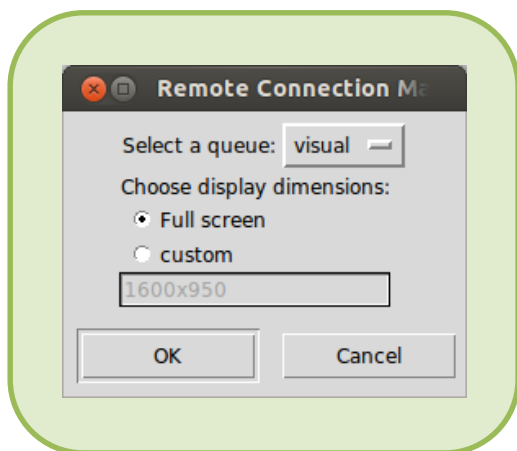 Remote Connection Ma
Select a queue: visual
Choose display dimensions:
Full screen
custom
1600x950
OK Cancel